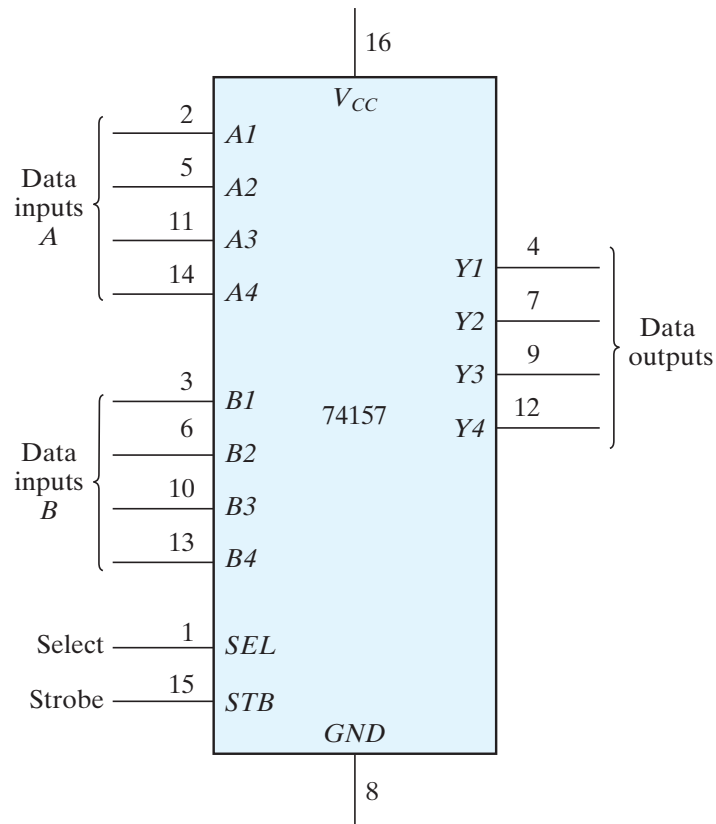 16
V_CC
Data inputs A
2
A1
5
A2
11
A3
14
A4
Data inputs B
3
B1
6
B2
10
B3
13
B4
Select
1
SEL
Strobe
15
STB
74157
Y1
4
Y2
7
Y3
9
Y4
12
Data
outputs
GND
8